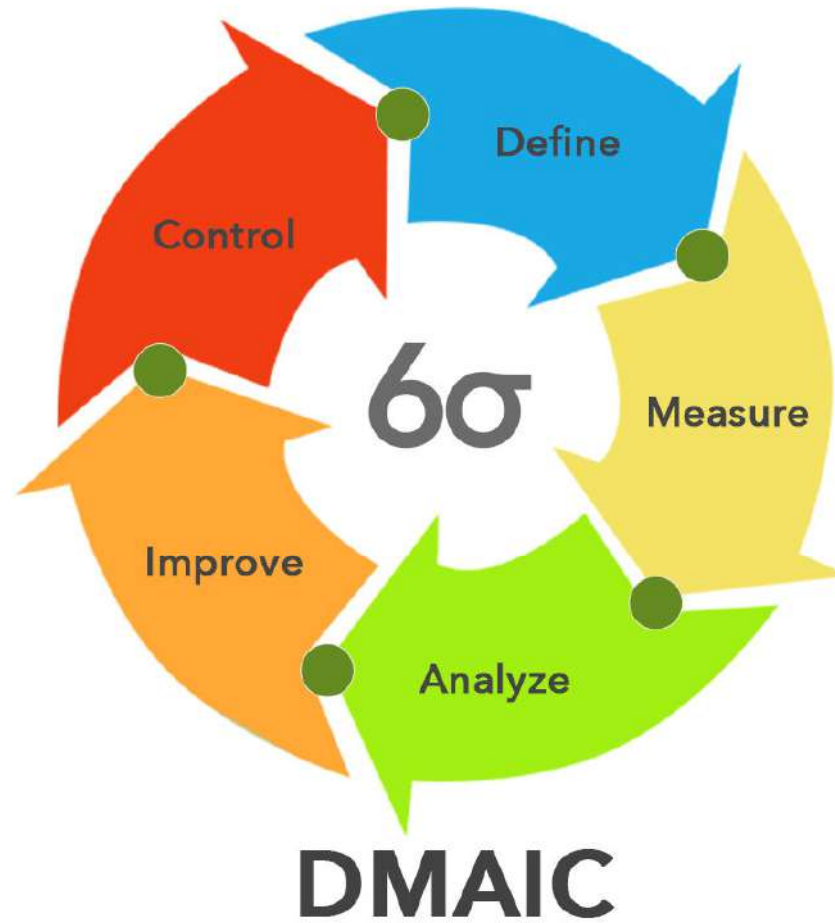 Define
Control
6σ
Measure
Improve
Analyze
DMAIC